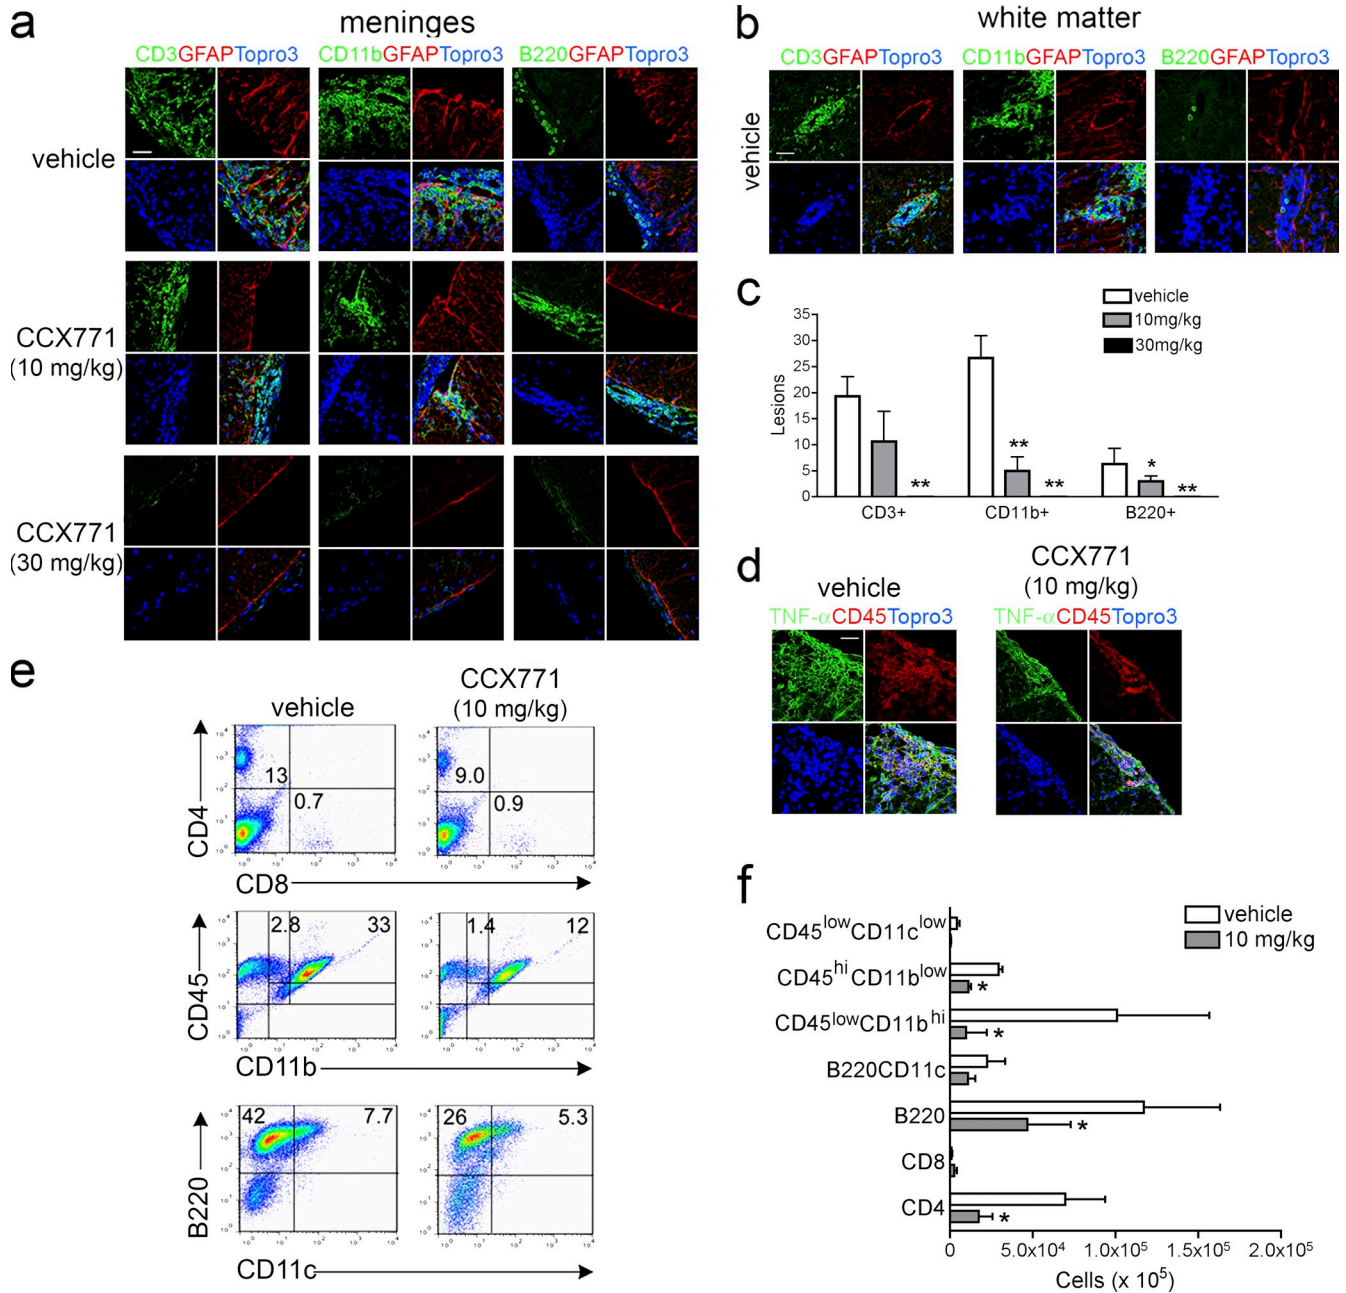 a
meninges
CD3GFAPTopro3
CD11bGFAPTopro3
B220GFAPTopro3
vehicle
CCX771
(10 mg/kg)
CCX771
(30 mg/kg)
b
white matter
CD3GFAPTopro3
CD11bGFAPTopro3
B220GFAPTopro3
vehicle
c
vehicle
10mg/kg
30mg/kg
Lesions
35
30
25
20
15
10
5
0
**
**
**
*
**
CD3+
CD11b+
B220+
d
vehicle
CCX771
(10 mg/kg)
TNF-αCD45Topro3
TNF-αCD45Topro3
e
vehicle
CCX771
(10 mg/kg)
CD4
13
0.7
9.0
0.9
CD8
CD45
2.8
33
1.4
12
CD11b
B220
42
7.7
26
5.3
CD11c
f
vehicle
10 mg/kg
CD45lowCD11clow
CD45hiCD11blow
*
CD45lowCD11bhi
*
B220CD11c
B220
*
CD8
CD4
*
0
5.0x10⁴
1.0x10⁵
1.5x10⁵
2.0x10⁵
Cells (x 10⁵)